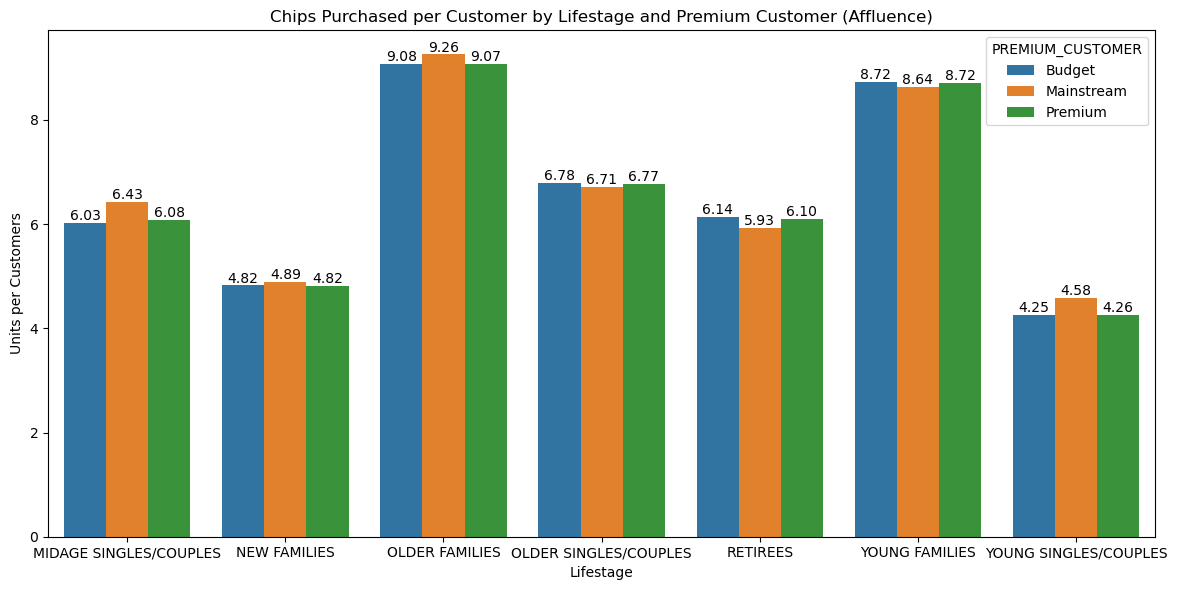 Chips Purchased per Customer by Lifestage and Premium Customer (Affluence)
PREMIUM_CUSTOMER
Budget
Mainstream
Premium
Units per Customers
8
6
4
2
0
6.03 6.43 6.08
4.82 4.89 4.82
9.08 9.26 9.07
6.78 6.71 6.77
6.14 5.93 6.10
8.72 8.64 8.72
4.25 4.58 4.26
MIDAGE SINGLES/COUPLES NEW FAMILIES OLDER FAMILIES OLDER SINGLES/COUPLES RETIREES YOUNG FAMILIES YOUNG SINGLES/COUPLES
Lifestage